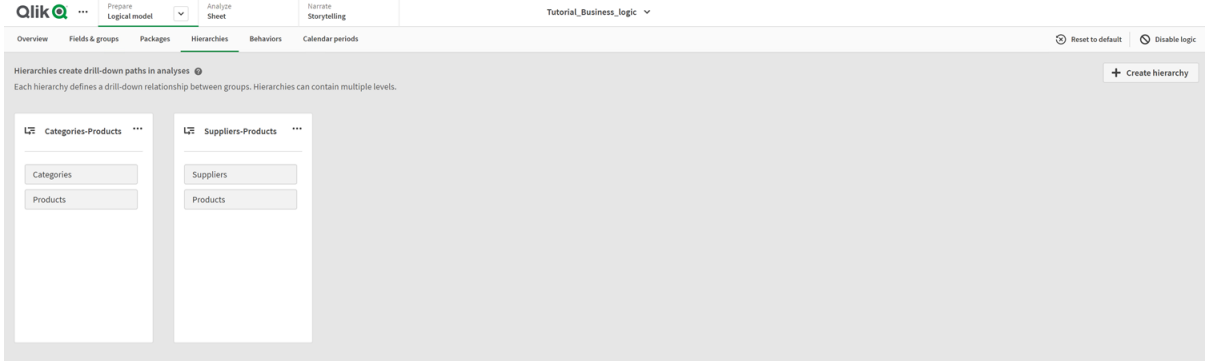 Qlik
Prepare
Logical model
Analyze
Sheet
Narrate
Storytelling
Tutorial_Business_logic
Overview
Fields & groups
Packages
Hierarchies
Behaviors
Calendar periods
Reset to default
Disable logic
Hierarchies create drill-down paths in analyses
Each hierarchy defines a drill-down relationship between groups. Hierarchies can contain multiple levels.
Create hierarchy
Categories-Products
Categories
Products
Suppliers-Products
Suppliers
Products